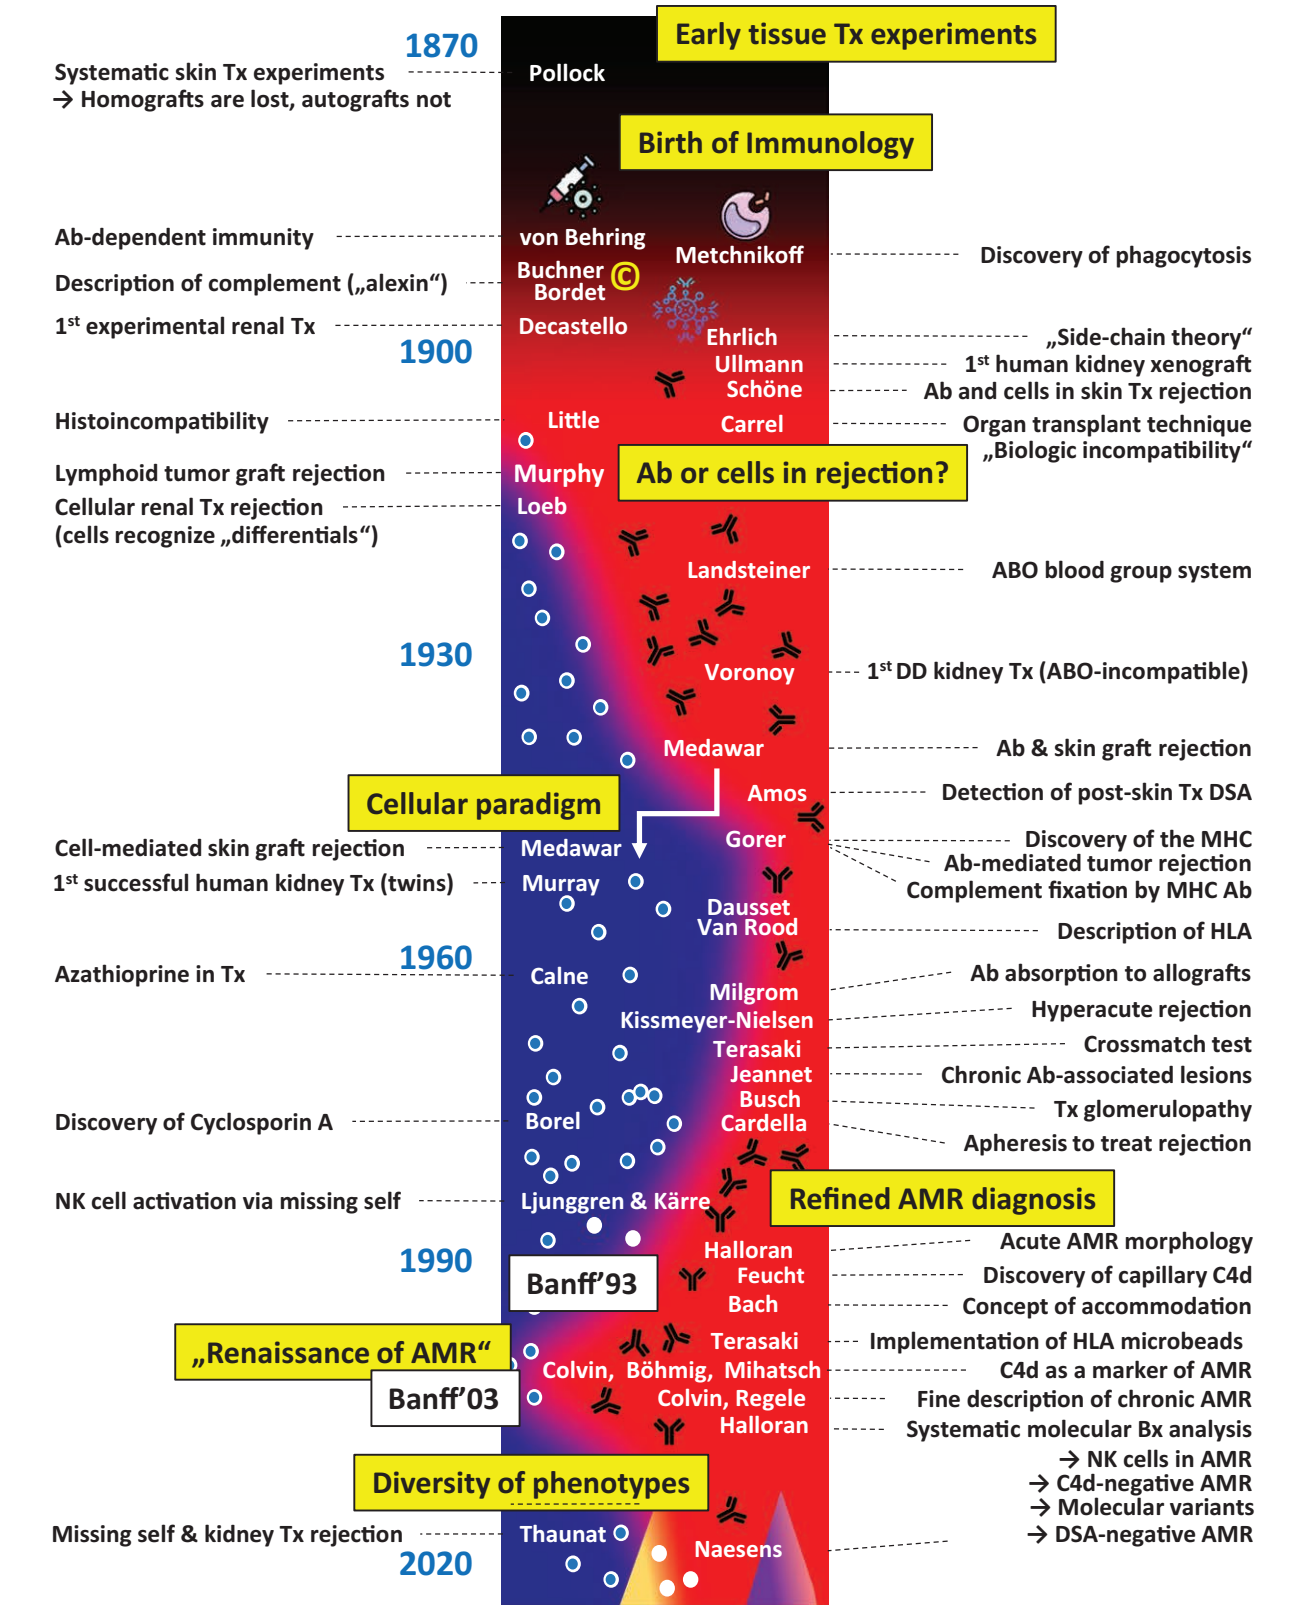 Early tissue Tx experiments
1870
Systematic skin Tx experiments
→ Homografts are lost, autografts not
Pollock
Birth of Immunology
Ab-dependent immunity
von Behring
Metchnikoff
Discovery of phagocytosis
Description of complement („alexin“)
Buchner ©
Bordet
1st experimental renal Tx
Decastello
1900
Ehrlich
„Side-chain theory“
Ullmann
1st human kidney xenograft
Schöne
Ab and cells in skin Tx rejection
Histoincompatibility
Little
Carrel
Organ transplant technique
„Biologic incompatibility“
Lymphoid tumor graft rejection
Murphy
Ab or cells in rejection?
Cellular renal Tx rejection
(cells recognize „differentials“)
Loeb
Landsteiner
ABO blood group system
1930
Voronoy
1st DD kidney Tx (ABO-incompatible)
Medawar
Ab & skin graft rejection
Cellular paradigm
Amos
Detection of post-skin Tx DSA
Cell-mediated skin graft rejection
Medawar
Gorer
Discovery of the MHC
Ab-mediated tumor rejection
Complement fixation by MHC Ab
1st successful human kidney Tx (twins)
Murray
Dausset
Van Rood
Description of HLA
1960
Azathioprine in Tx
Calne
Milgrom
Ab absorption to allografts
Kissmeyer-Nielsen
Hyperacute rejection
Terasaki
Crossmatch test
Jeannet
Chronic Ab-associated lesions
Busch
Tx glomerulopathy
Discovery of Cyclosporin A
Borel
Cardella
Apheresis to treat rejection
NK cell activation via missing self
Ljunggren & Kärre
Refined AMR diagnosis
Halloran
Acute AMR morphology
1990
Banff’93
Feucht
Discovery of capillary C4d
Bach
Concept of accommodation
„Renaissance of AMR“
Terasaki
Implementation of HLA microbeads
Colvin, Böhmig, Mihatsch
C4d as a marker of AMR
Banff’03
Colvin, Regele
Fine description of chronic AMR
Halloran
Systematic molecular Bx analysis
→ NK cells in AMR
→ C4d-negative AMR
→ Molecular variants
→ DSA-negative AMR
Diversity of phenotypes
Missing self & kidney Tx rejection
Thaunat
Naesens
2020